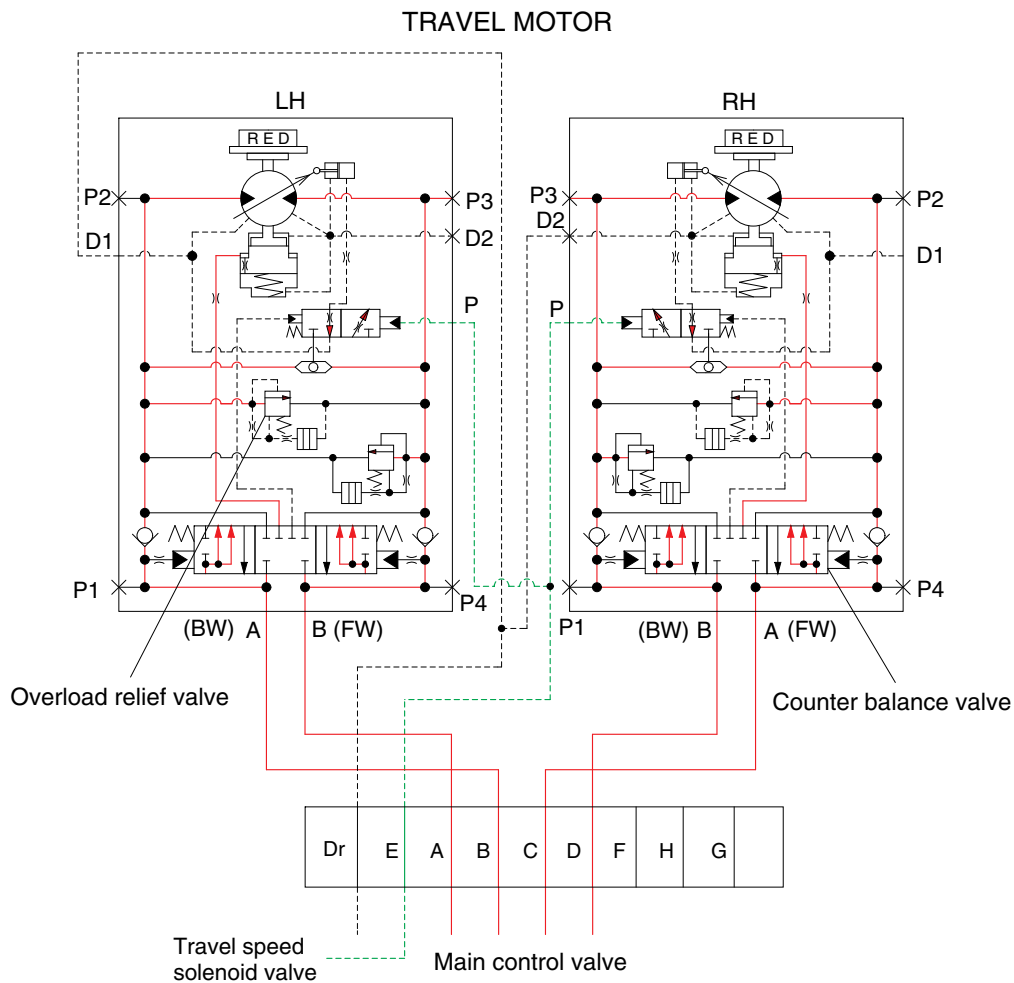 TRAVEL MOTOR
LH
RH
RED
RED
P2
P3
P3
P2
D1
D2
D2
D1
P
P
P1
P4
P1
P4
(BW) A
B (FW)
(BW) B
A (FW)
Overload relief valve
Counter balance valve
Dr
E
A
B
C
D
F
H
G
Travel speed
solenoid valve
Main control valve